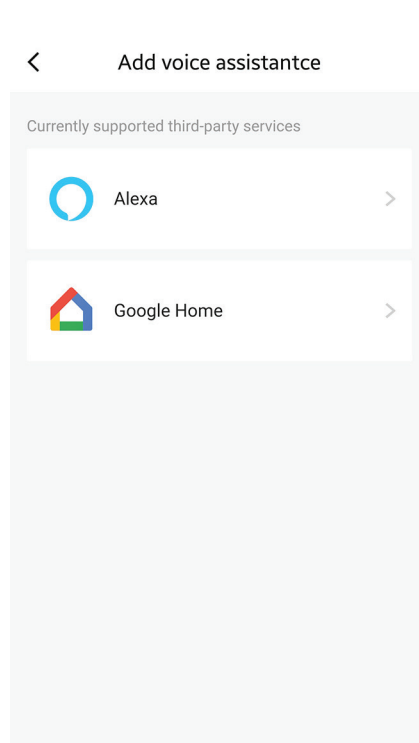 Add voice assistantce
Currently supported third-party services
Alexa
Google Home